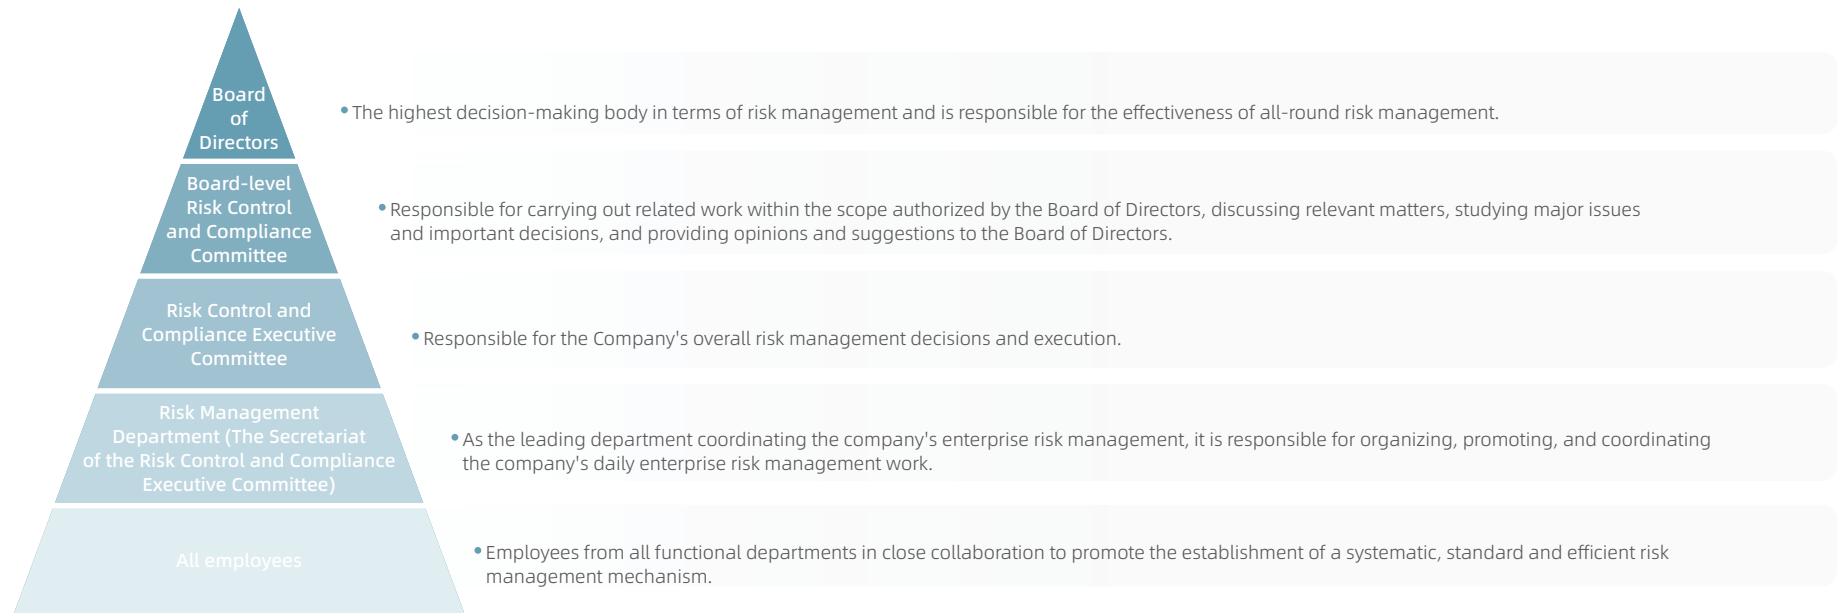 Board
of
Directors
• The highest decision-making body in terms of risk management and is responsible for the effectiveness of all-round risk management.
Board-level
Risk Control
and Compliance
Committee
• Responsible for carrying out related work within the scope authorized by the Board of Directors, discussing relevant matters, studying major issues
and important decisions, and providing opinions and suggestions to the Board of Directors.
Risk Control and
Compliance Executive
Committee
• Responsible for the Company's overall risk management decisions and execution.
Risk Management
Department (The Secretariat
of the Risk Control and Compliance
Executive Committee)
• As the leading department coordinating the company's enterprise risk management, it is responsible for organizing, promoting, and coordinating
the company's daily enterprise risk management work.
All employees
• Employees from all functional departments in close collaboration to promote the establishment of a systematic, standard and efficient risk
management mechanism.